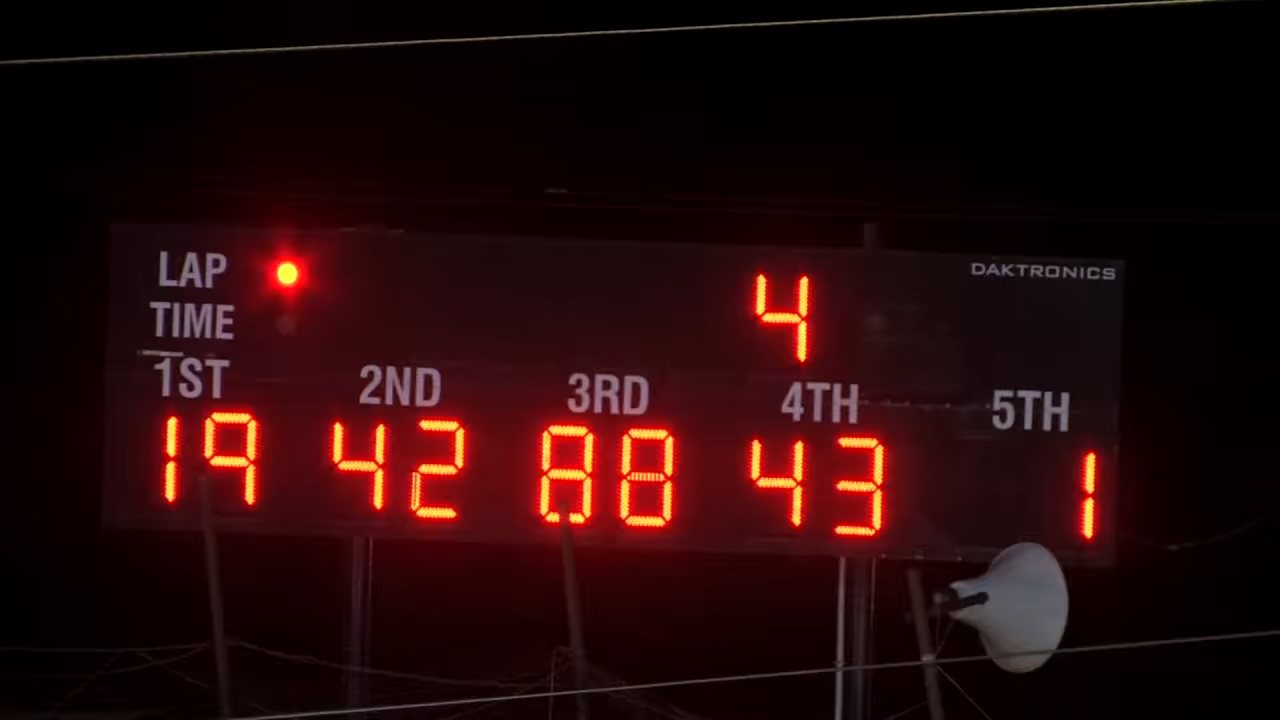 LAP
DAKTRONICS
4
TIME
1ST 2ND 3RD 4TH 5TH
19 42 88 43 1